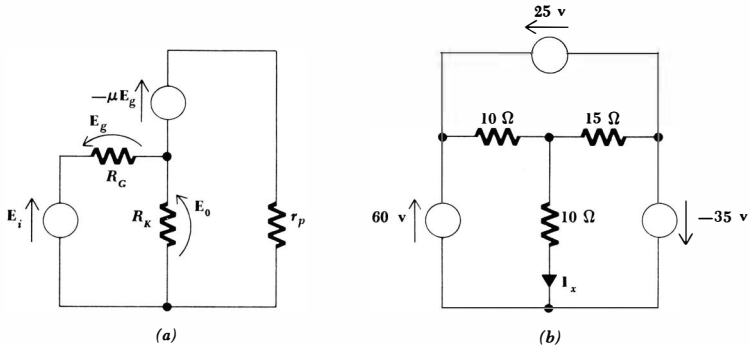 25 v
−μE_g
E_g
R_G
E_i
R_K
E_0
r_p
(a)
10 Ω
15 Ω
60 v
10 Ω
−35 v
I_x
(b)